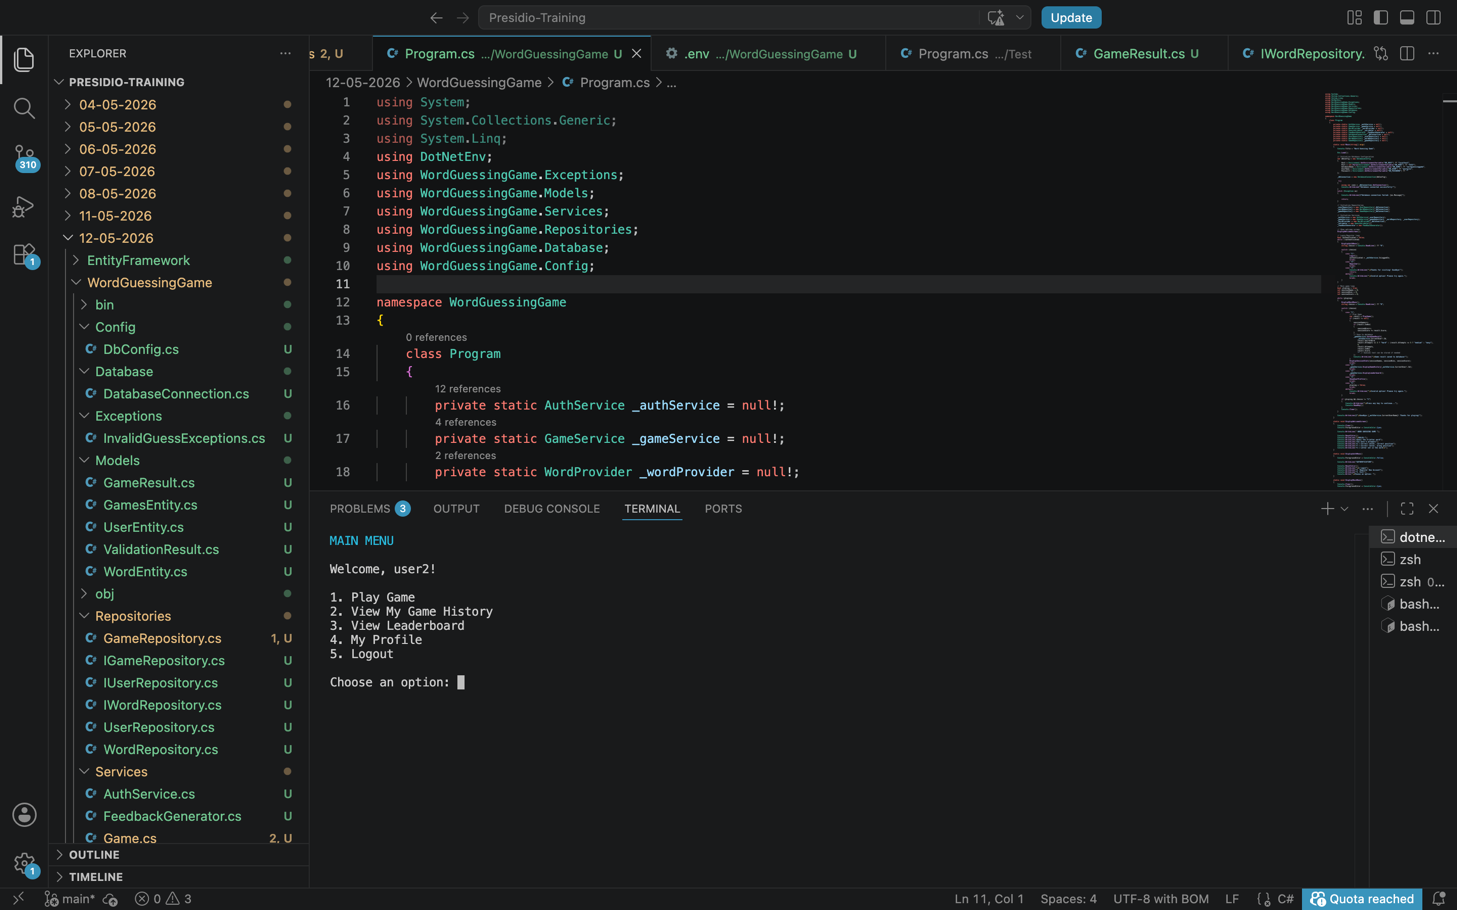 Presidio-Training
Update
EXPLORER
s 2, U
Program.cs .../WordGuessingGame U
.env .../WordGuessingGame U
Program.cs .../Test
GameResult.cs U
IWordRepository.
PRESIDIO-TRAINING
04-05-2026
05-05-2026
06-05-2026
07-05-2026
08-05-2026
11-05-2026
12-05-2026
EntityFramework
WordGuessingGame
bin
Config
DbConfig.cs U
Database
DatabaseConnection.cs U
Exceptions
InvalidGuessExceptions.cs U
Models
GameResult.cs U
GamesEntity.cs U
UserEntity.cs U
ValidationResult.cs U
WordEntity.cs U
obj
Repositories
GameRepository.cs 1, U
IGameRepository.cs U
IUserRepository.cs U
IWordRepository.cs U
UserRepository.cs U
WordRepository.cs U
Services
AuthService.cs U
FeedbackGenerator.cs U
Game.cs 2, U
OUTLINE
TIMELINE
310
1
1
12-05-2026 > WordGuessingGame > Program.cs > ...
1 using System;
2 using System.Collections.Generic;
3 using System.Linq;
4 using DotNetEnv;
5 using WordGuessingGame.Exceptions;
6 using WordGuessingGame.Models;
7 using WordGuessingGame.Services;
8 using WordGuessingGame.Repositories;
9 using WordGuessingGame.Database;
10 using WordGuessingGame.Config;
11
12 namespace WordGuessingGame
13 {
0 references
14 class Program
15 {
12 references
16 private static AuthService _authService = null!;
4 references
17 private static GameService _gameService = null!;
2 references
18 private static WordProvider _wordProvider = null!;
PROBLEMS 3 OUTPUT DEBUG CONSOLE TERMINAL PORTS
MAIN MENU
Welcome, user2!
1. Play Game
2. View My Game History
3. View Leaderboard
4. My Profile
5. Logout
Choose an option:
dotne...
zsh
zsh 0...
bash...
bash...
main* 0 3
Ln 11, Col 1 Spaces: 4 UTF-8 with BOM LF {} C# Quota reached